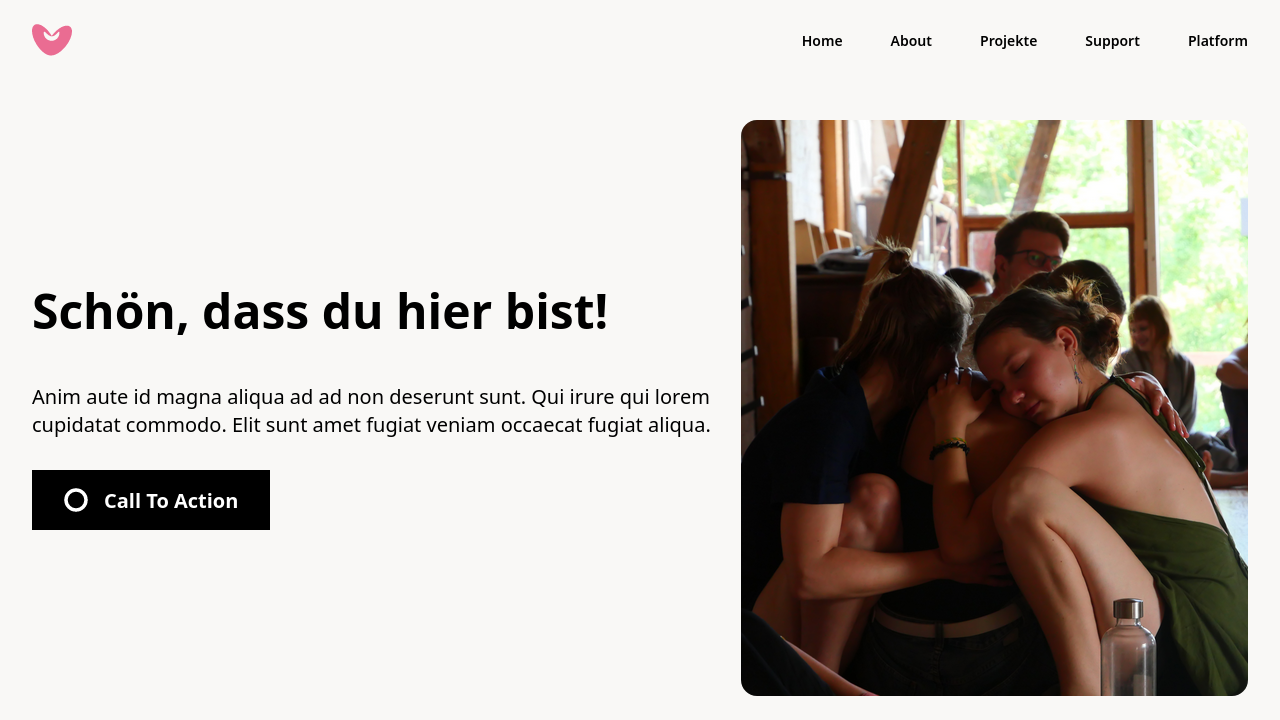 Home
About
Projekte
Support
Platform
Schön, dass du hier bist!
Anim aute id magna aliqua ad ad non deserunt sunt. Qui irure qui lorem
cupidatat commodo. Elit sunt amet fugiat veniam occaecat fugiat aliqua.
Call To Action